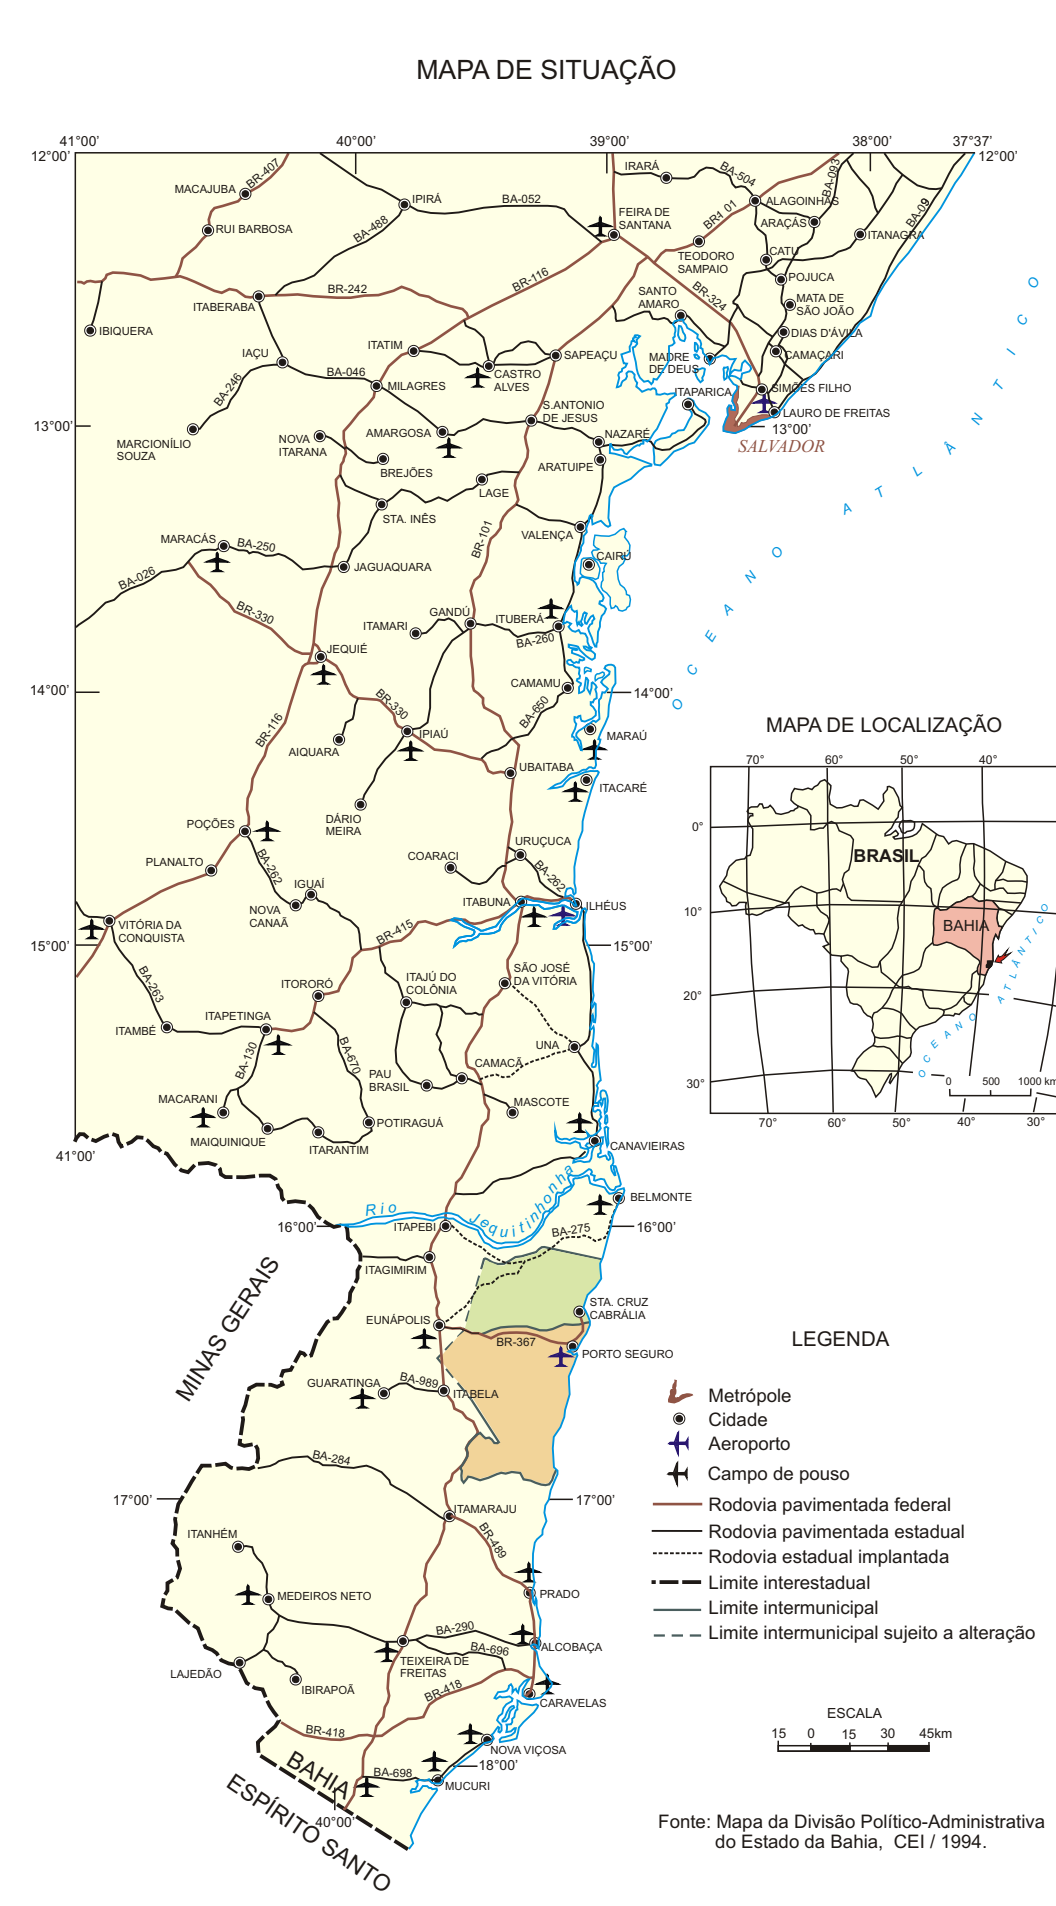 MAPA DE SITUAÇÃO
41°00'
40°00'
39°00'
38°00'
37°37'
12°00'
12°00'
BR-407
MACAJUBA
RUI BARBOSA
IPIRÁ
BA-052
BA-488
IRARÁ
BA-504
BA-093
ALAGOINHAS
FEIRA DE
SANTANA
BR1 01
ARAÇÁS
BA-09
ITANAGRA
TEODORO
SAMPAIO
CATU
POJUCA
BR-116
BR-242
BR-324
ITABERABA
SANTO
AMARO
MATA DE
SÃO JOÃO
IBIQUERA
DIAS D'ÁVILA
ITATIM
IAÇU
SAPEAÇU
MADRE
DE DEUS
CAMAÇARI
BA-046
BA-246
CASTRO
ALVES
MILAGRES
ITAPARICA
SIMÕES FILHO
S.ANTONIO
DE JESUS
LAURO DE FREITAS
13°00'
13°00'
MARCIONÍLIO
SOUZA
NOVA
ITARANA
AMARGOSA
NAZARÉ
SALVADOR
BREJÕES
ARATUIPE
LAGE
STA. INÊS
VALENÇA
BR-101
MARACÁS
BA-250
CAIRÚ
JAGUAQUARA
BA-026
BR-330
GANDÚ
ITUBERÁ
ITAMARI
BA-260
JEQUIÉ
OCEANO ATLÂNTICO
14°00'
14°00'
CAMAMU
BR-330
BA-650
BR-116
AIQUARA
IPIAÚ
MARAÚ
UBAITABA
ITACARÉ
DÁRIO
MEIRA
POÇÕES
URUÇUCA
COARACI
PLANALTO
BA-262
BA-262
IGUAÍ
NOVA
CANAÃ
ITABUNA
ILHÉUS
VITÓRIA DA
CONQUISTA
BR-415
15°00'
15°00'
BA-263
ITORORÓ
ITAJÚ DO
COLÔNIA
SÃO JOSÉ
DA VITÓRIA
ITAMBÉ
ITAPETINGA
UNA
BA-130
BA-670
PAU
BRASIL
CAMACÃ
MACARANI
MASCOTE
POTIRAGUÁ
MAIQUINIQUE
ITARANTIM
CANAVIEIRAS
41°00'
BELMONTE
Rio Jequitinhonha
16°00'
16°00'
ITAPEBI
BA-275
ITAGIMIRIM
MINAS GERAIS
STA. CRUZ
CABRÁLIA
EUNÁPOLIS
BR-367
PORTO SEGURO
GUARATINGA
BA-989
ITABELA
BA-284
17°00'
17°00'
ITAMARAJU
ITANHÉM
BR-489
MEDEIROS NETO
PRADO
BA-290
BA-696
ALCOBAÇA
LAJEDÃO
TEIXEIRA DE
FREITAS
IBIRAPOÃ
BR-418
CARAVELAS
BR-418
NOVA VIÇOSA
18°00'
BA-698
MUCURI
BAHIA
ESPÍRITO SANTO
40°00'
MAPA DE LOCALIZAÇÃO
70°
60°
50°
40°
0°
BRASIL
10°
BAHIA
20°
OCEANO ATLÂNTICO
30°
0
500
1000 km
70°
60°
50°
40°
30°
LEGENDA
Metrópole
Cidade
Aeroporto
Campo de pouso
Rodovia pavimentada federal
Rodovia pavimentada estadual
Rodovia estadual implantada
Limite interestadual
Limite intermunicipal
Limite intermunicipal sujeito a alteração
ESCALA
15 0 15 30 45km
Fonte: Mapa da Divisão Político-Administrativa
do Estado da Bahia, CEI / 1994.